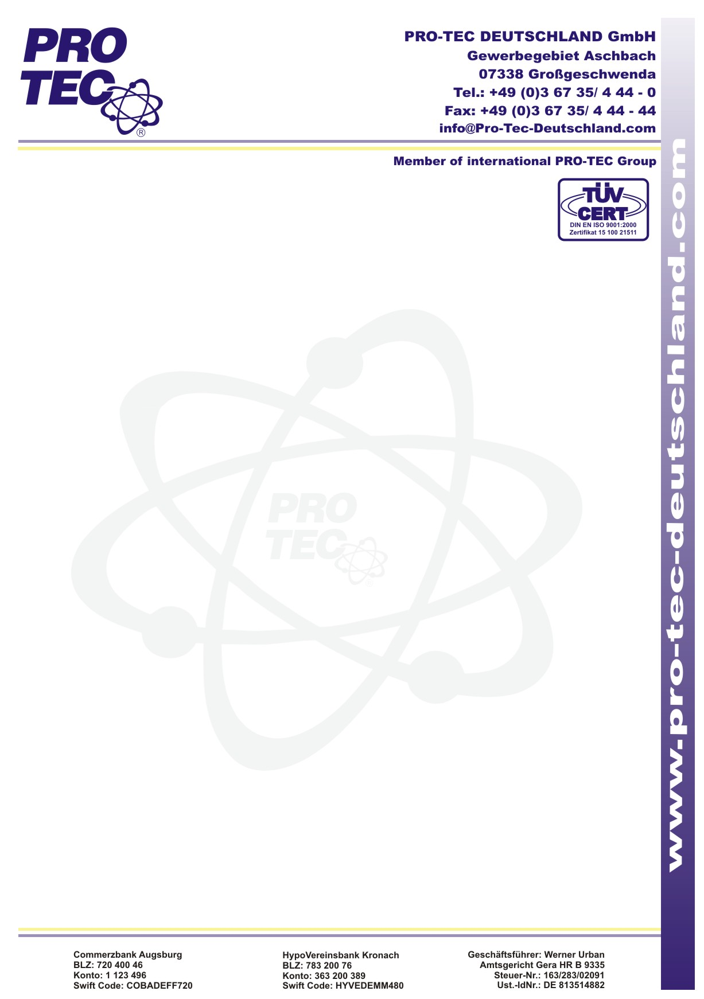 PRO
TEC
®
PRO-TEC DEUTSCHLAND GmbH
Gewerbegebiet Aschbach
07338 Großgeschwenda
Tel.: +49 (0)3 67 35/ 4 44 - 0
Fax: +49 (0)3 67 35/ 4 44 - 44
info@Pro-Tec-Deutschland.com
Member of international PRO-TEC Group
TÜV
CERT
DIN EN ISO 9001:2000
Zertifikat 15 100 21511
www.pro-tec-deutschland.com
PRO
TEC
®
Commerzbank Augsburg
BLZ: 720 400 46
Konto: 1 123 496
Swift Code: COBADEFF720
HypoVereinsbank Kronach
BLZ: 783 200 76
Konto: 363 200 389
Swift Code: HYVEDEMM480
Geschäftsführer: Werner Urban
Amtsgericht Gera HR B 9335
Steuer-Nr.: 163/283/02091
Ust.-IdNr.: DE 813514882